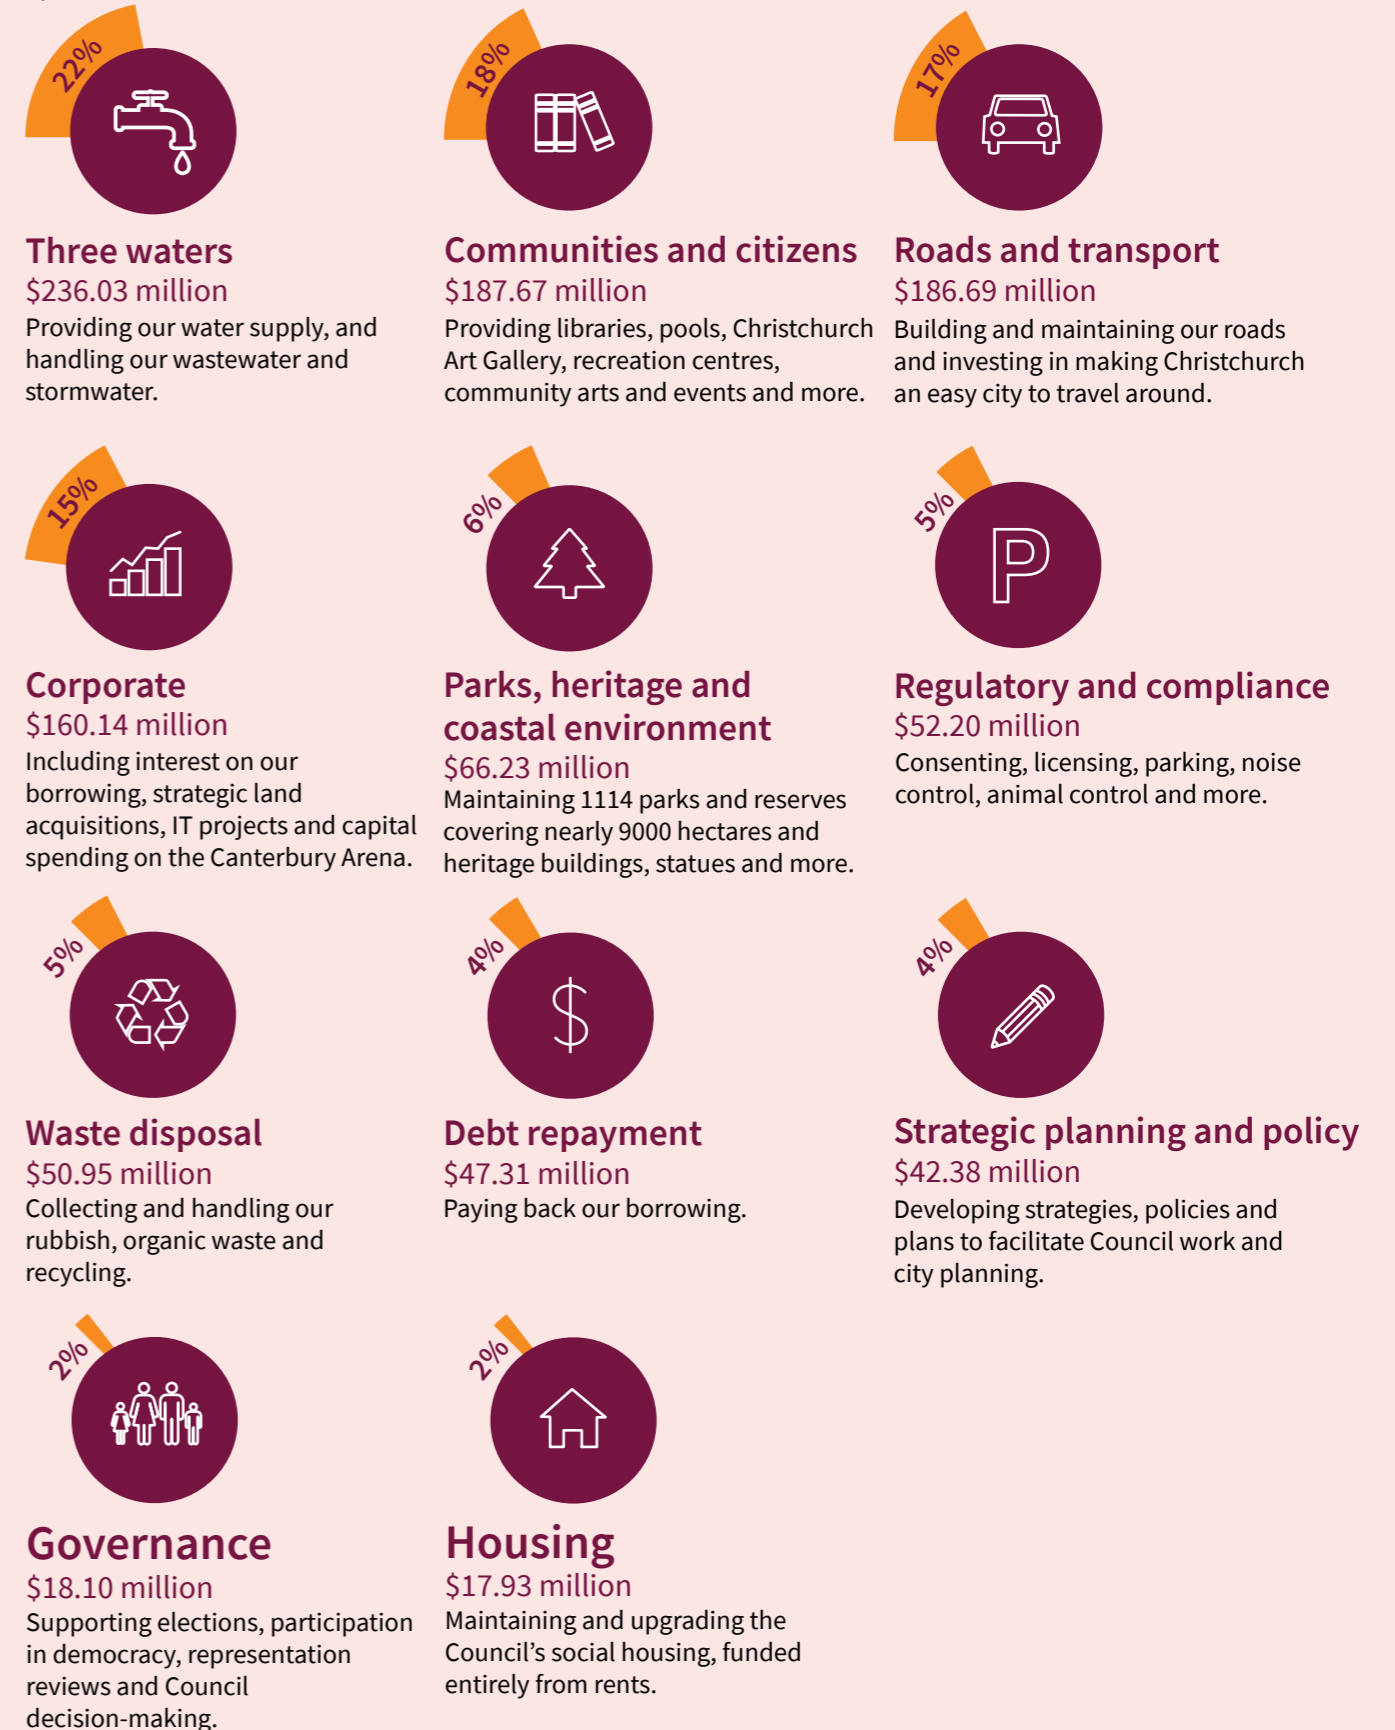 22%
Three waters
$236.03 million
Providing our water supply, and
handling our wastewater and
stormwater.
18%
Communities and citizens
$187.67 million
Providing libraries, pools, Christchurch
Art Gallery, recreation centres,
community arts and events and more.
17%
Roads and transport
$186.69 million
Building and maintaining our roads
and investing in making Christchurch
an easy city to travel around.
15%
Corporate
$160.14 million
Including interest on our
borrowing, strategic land
acquisitions, IT projects and capital
spending on the Canterbury Arena.
6%
Parks, heritage and
coastal environment
$66.23 million
Maintaining 1114 parks and reserves
covering nearly 9000 hectares and
heritage buildings, statues and more.
5%
P
Regulatory and compliance
$52.20 million
Consenting, licensing, parking, noise
control, animal control and more.
5%
Waste disposal
$50.95 million
Collecting and handling our
rubbish, organic waste and
recycling.
4%
$
Debt repayment
$47.31 million
Paying back our borrowing.
4%
Strategic planning and policy
$42.38 million
Developing strategies, policies and
plans to facilitate Council work and
city planning.
2%
Governance
$18.10 million
Supporting elections, participation
in democracy, representation
reviews and Council
decision-making.
2%
Housing
$17.93 million
Maintaining and upgrading the
Council's social housing, funded
entirely from rents.